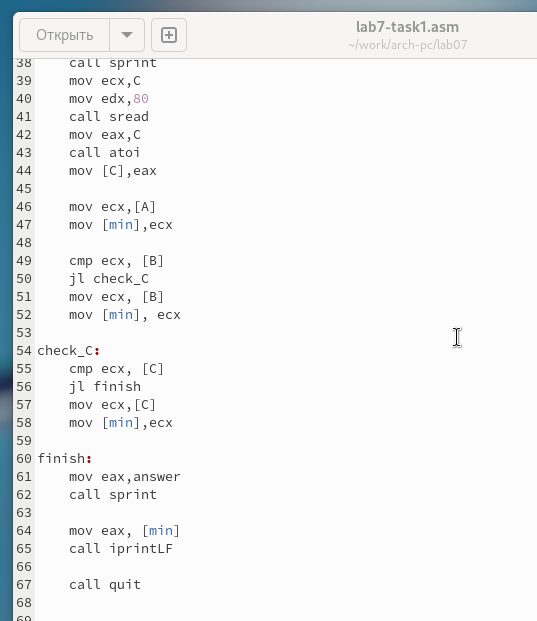 Открыть
lab7-task1.asm
~/work/arch-pc/lab07
38 call sprint
39 mov ecx,C
40 mov edx,80
41 call sread
42 mov eax,C
43 call atoi
44 mov [C],eax
45
46 mov ecx,[A]
47 mov [min],ecx
48
49 cmp ecx, [B]
50 jl check_C
51 mov ecx, [B]
52 mov [min], ecx
53
54 check_C:
55 cmp ecx, [C]
56 jl finish
57 mov ecx,[C]
58 mov [min],ecx
59
60 finish:
61 mov eax,answer
62 call sprint
63
64 mov eax, [min]
65 call iprintLF
66
67 call quit
68
69